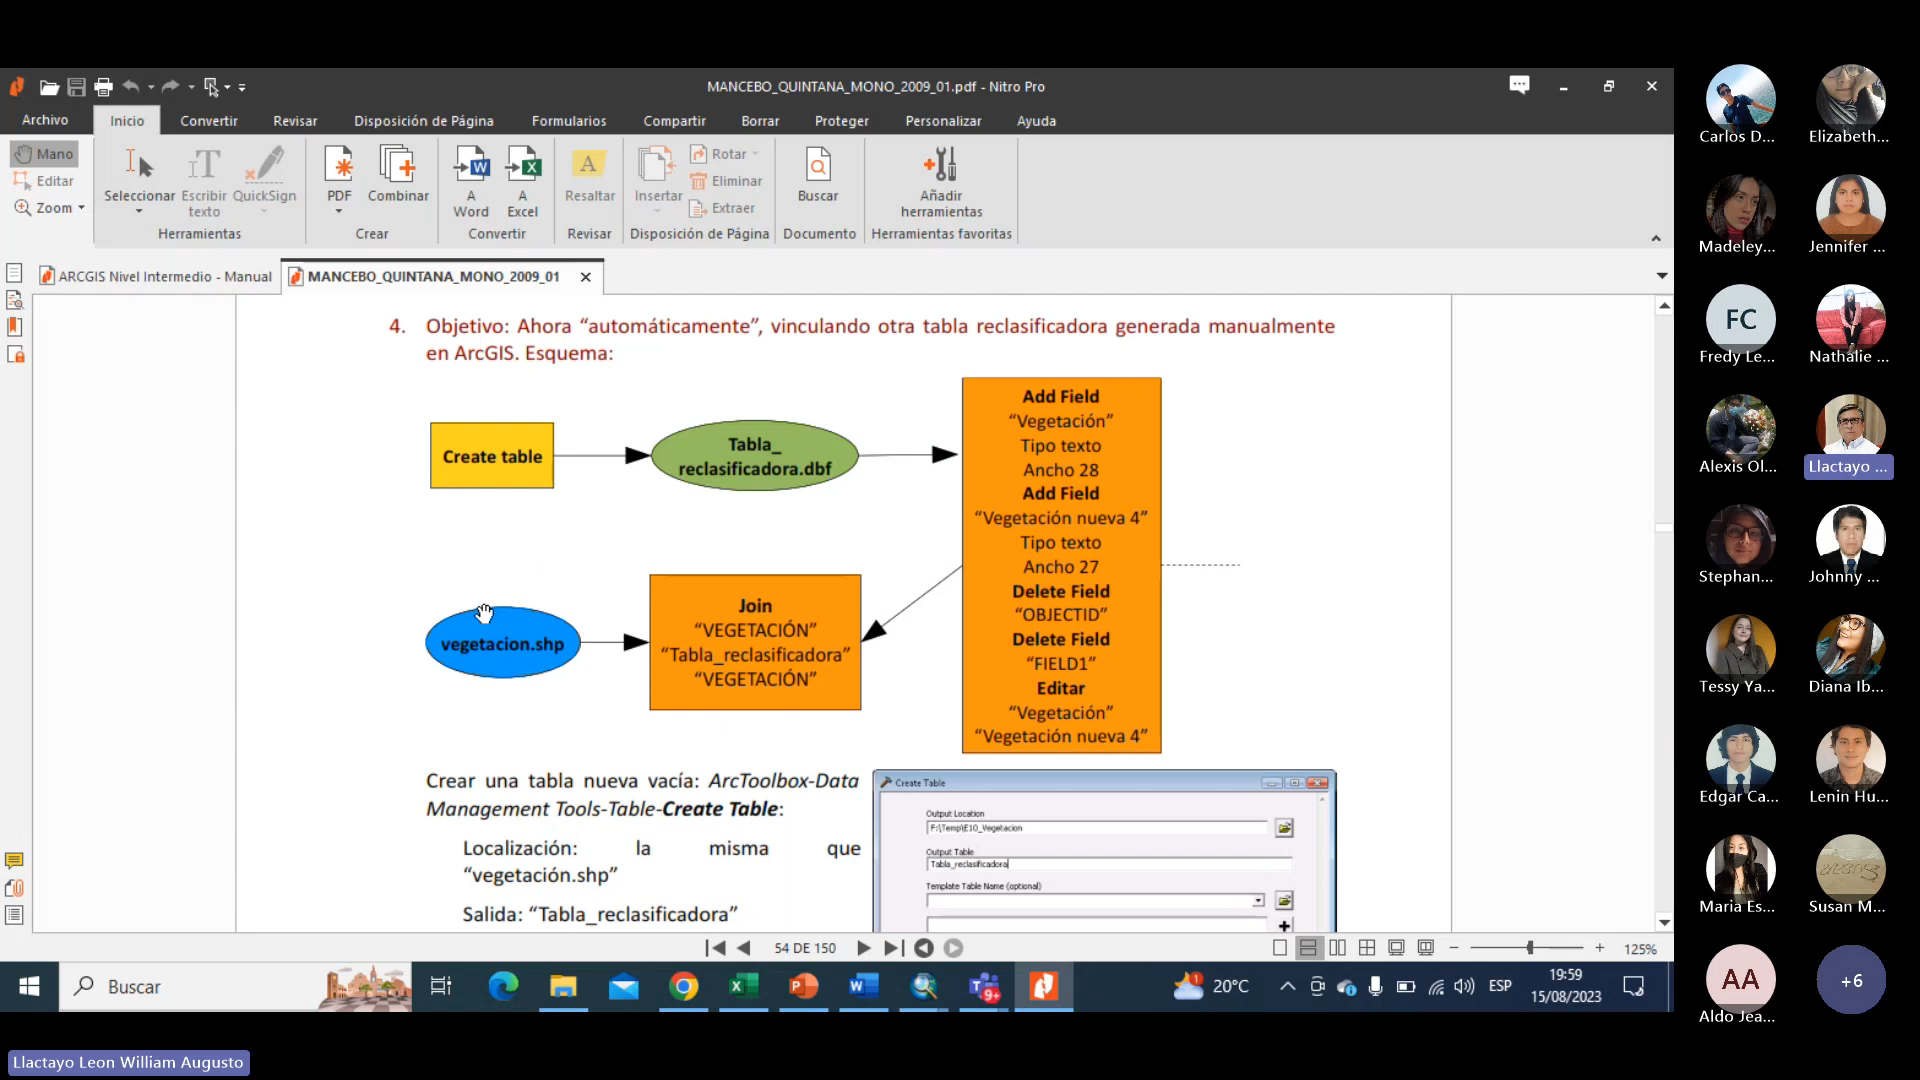 MANCEBO_QUINTANA_MONO_2009_01.pdf - Nitro Pro
Archivo
Inicio
Convertir
Revisar
Disposición de Página
Formularios
Compartir
Borrar
Proteger
Personalizar
Ayuda
Mano
Editar
Zoom
Seleccionar
Escribir texto
QuickSign
Herramientas
PDF
Combinar
Crear
A Word
A Excel
Convertir
Resaltar
Revisar
Insertar
Rotar
Eliminar
Extraer
Disposición de Página
Buscar
Documento
Añadir herramientas
Herramientas favoritas
ARCGIS Nivel Intermedio - Manual
MANCEBO_QUINTANA_MONO_2009_01
4. Objetivo: Ahora “automáticamente”, vinculando otra tabla reclasificadora generada manualmente
en ArcGIS. Esquema:
Create table
Tabla_
reclasificadora.dbf
Add Field
“Vegetación”
Tipo texto
Ancho 28
Add Field
“Vegetación nueva 4”
Tipo texto
Ancho 27
Delete Field
“OBJECTID”
Delete Field
“FIELD1”
Editar
“Vegetación”
“Vegetación nueva 4”
vegetacion.shp
Join
“VEGETACIÓN”
“Tabla_reclasificadora”
“VEGETACIÓN”
Crear una tabla nueva vacía: ArcToolbox-Data
Management Tools-Table-Create Table:
Localización: la misma que
“vegetación.shp”
Salida: “Tabla_reclasificadora”
Create Table
Output Location
F:\Temp\E10_Vegetacion
Output Table
Tabla_reclasificadora
Template Table Name (optional)
54 DE 150
125%
Buscar
9+
1
20°C
ESP
19:59
15/08/2023
Carlos D...
Elizabeth...
Madeley...
Jennifer ...
FC
Fredy Le...
Nathalie ...
Alexis Ol...
Llactayo ...
Stephan...
Johnny ...
Tessy Ya...
Diana Ib...
Edgar Ca...
Lenin Hu...
Maria Es...
Susan M...
AA
Aldo Jea...
+6
Llactayo Leon William Augusto